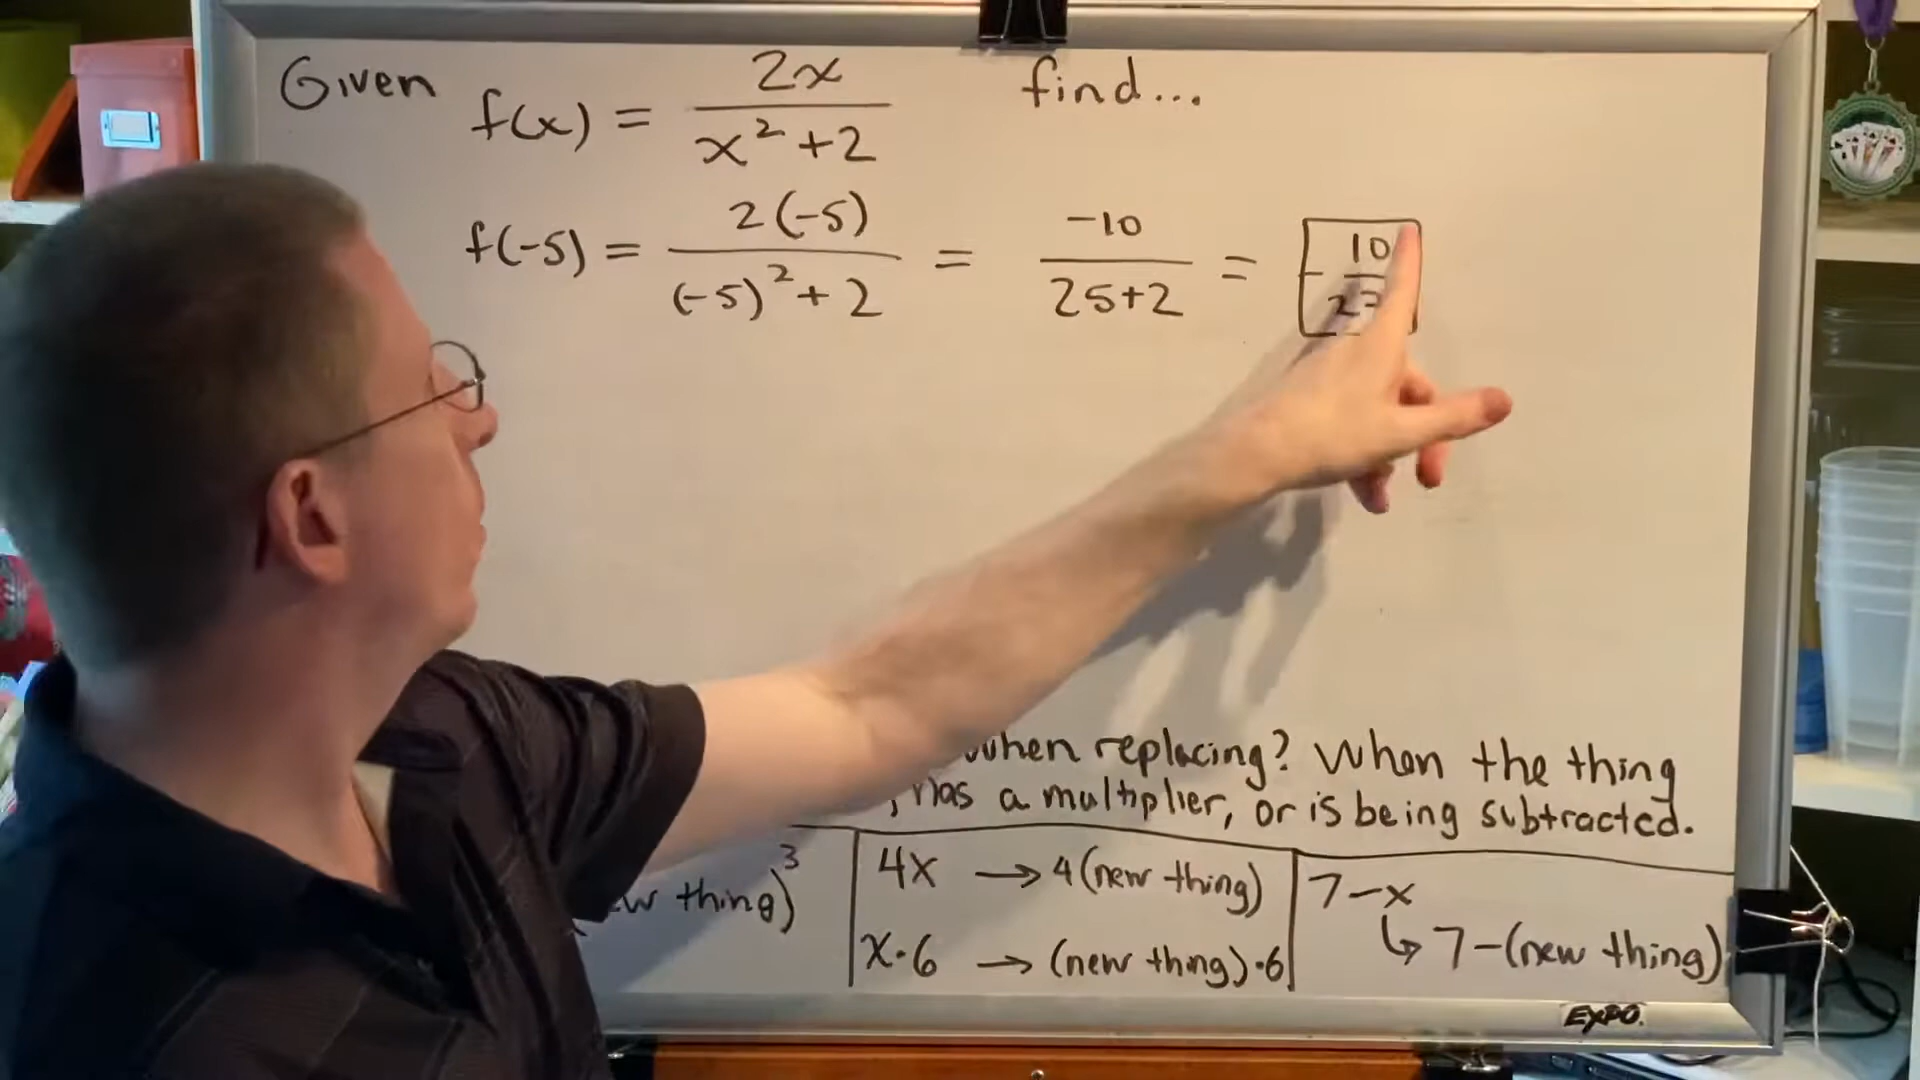 Given f(x) = 2x / x² + 2 find...
f(-5) = 2(-5) / (-5)² + 2 = -10 / 25+2 = - 10 / 27
when replacing? When the thing
has a multiplier, or is being subtracted.
thing)³ 4x → 4(new thing) 7-x
x·6 → (new thing)·6 ↳ 7-(new thing)
EXPO.